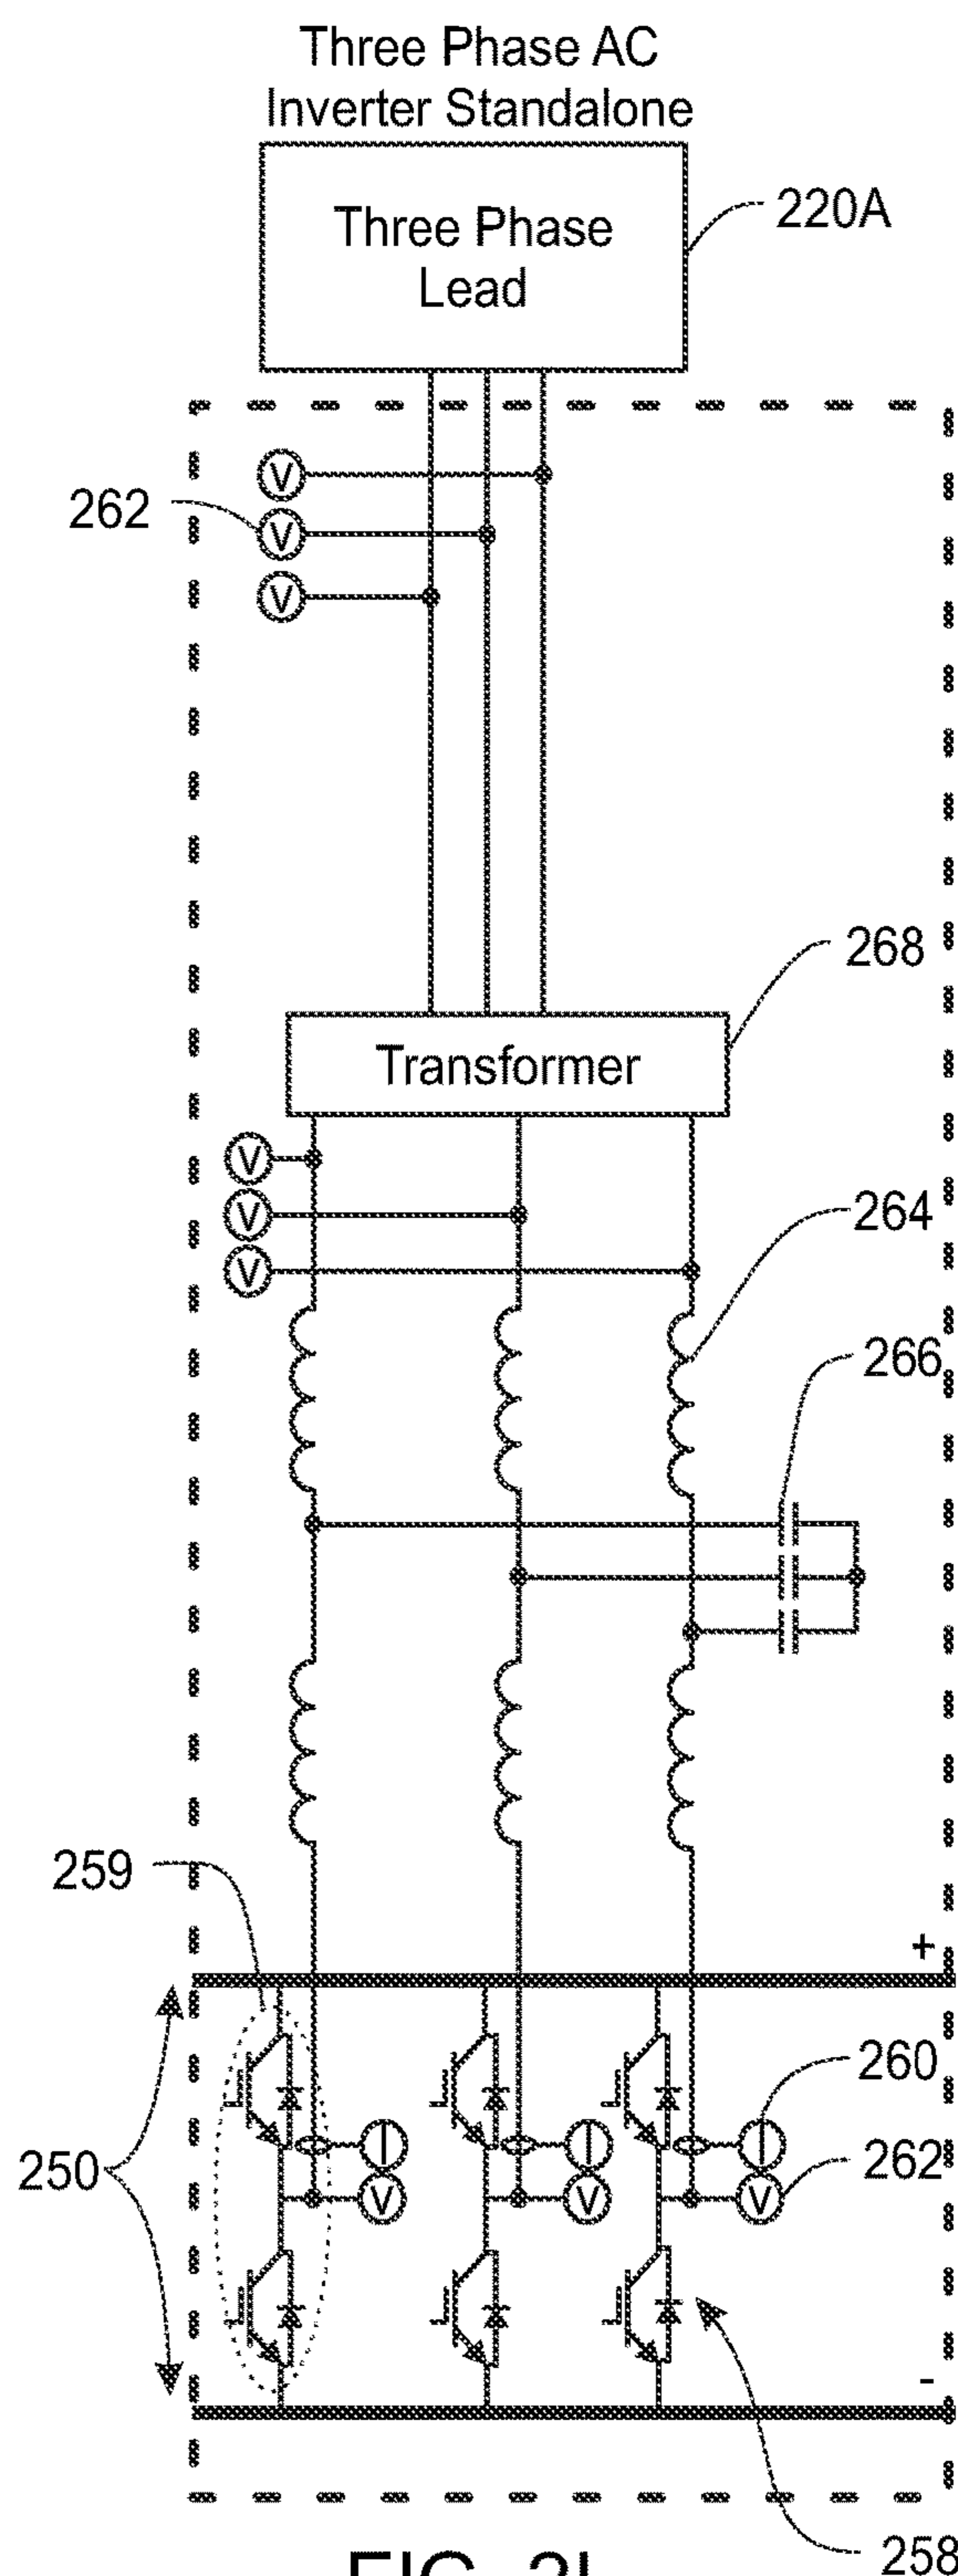 Three Phase AC
Inverter Standalone
Three Phase
Lead
220A
V
262
V
V
268
Transformer
V
V
V
264
266
259
+
260
I
I
I
250
262
V
V
V
-
258